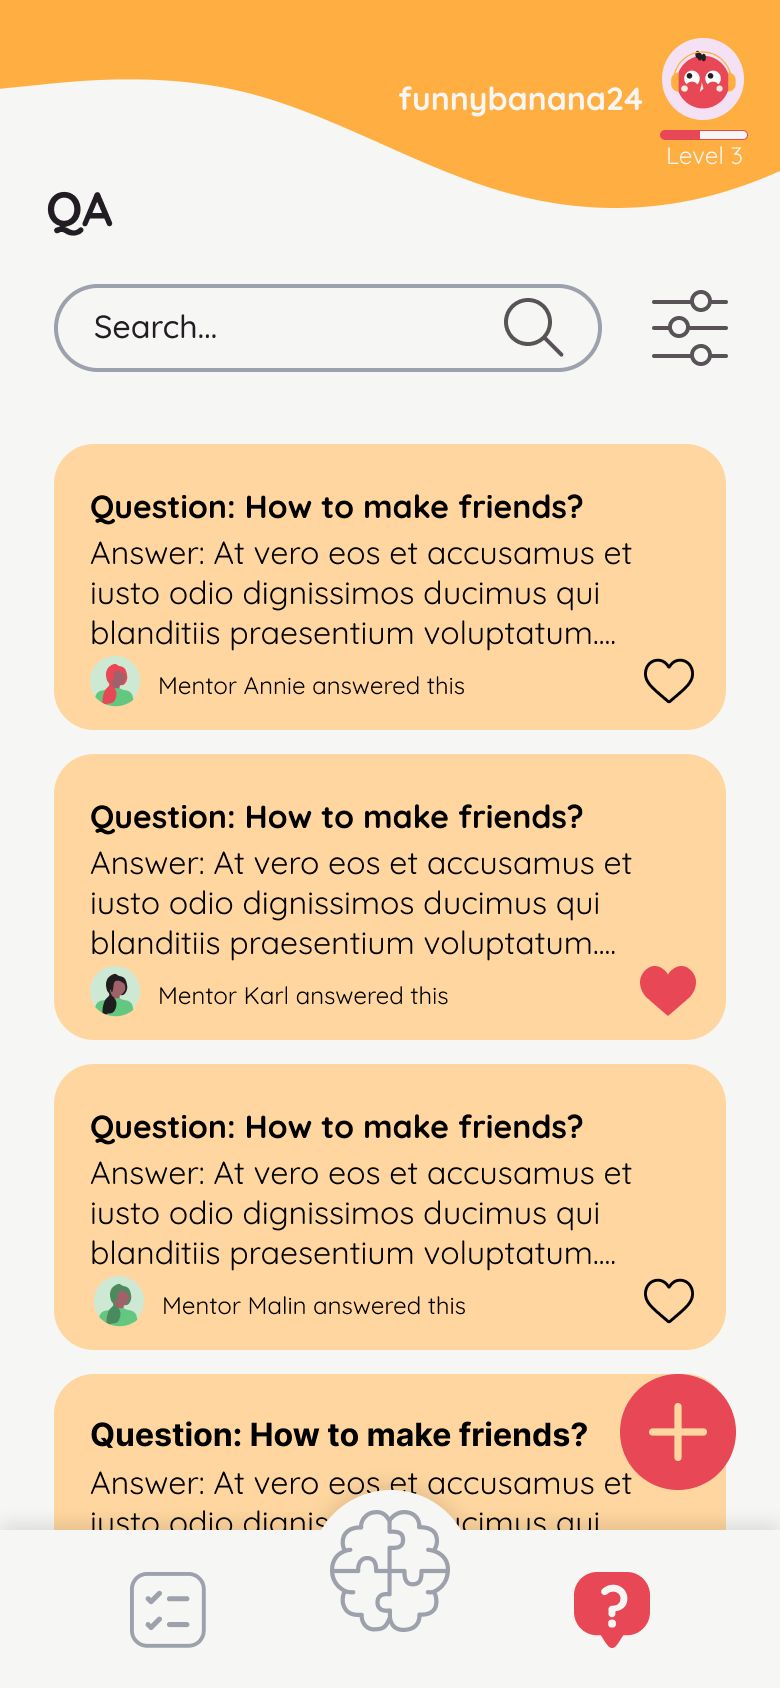 funnybanana24
Level 3
QA
Search...
Question: How to make friends?
Answer: At vero eos et accusamus et
iusto odio dignissimos ducimus qui
blanditiis praesentium voluptatum....
Mentor Annie answered this
Question: How to make friends?
Answer: At vero eos et accusamus et
iusto odio dignissimos ducimus qui
blanditiis praesentium voluptatum....
Mentor Karl answered this
Question: How to make friends?
Answer: At vero eos et accusamus et
iusto odio dignissimos ducimus qui
blanditiis praesentium voluptatum....
Mentor Malin answered this
Question: How to make friends?
Answer: At vero eos et accusamus et
iusto odio qui
?